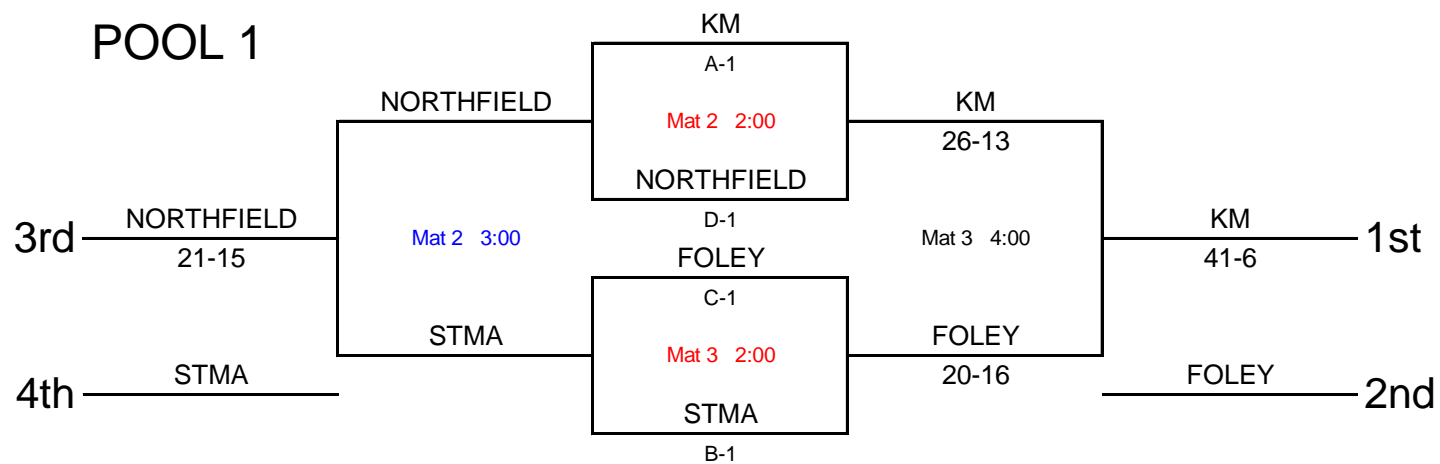 POOL 1
KM
A-1
NORTHFIELD
Mat 2 2:00
KM
26-13
NORTHFIELD
D-1
3rd
NORTHFIELD
21-15
Mat 2 3:00
Mat 3 4:00
KM
41-6
1st
FOLEY
C-1
STMA
Mat 3 2:00
FOLEY
20-16
4th
STMA
STMA
B-1
FOLEY
2nd